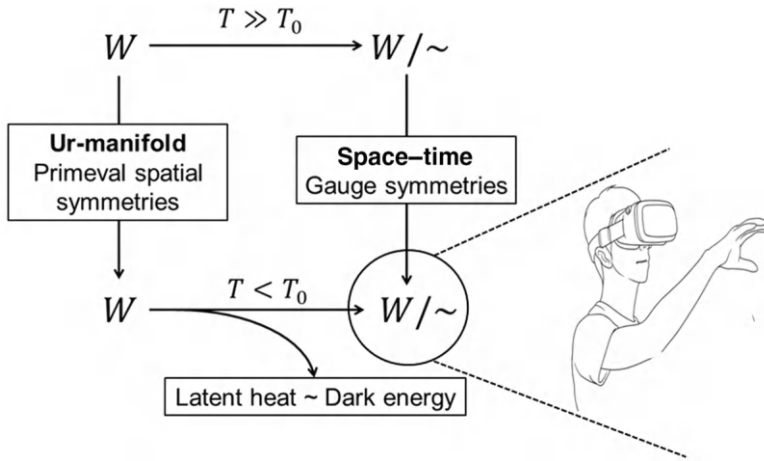 T ≫ T₀
W
W/~
Ur-manifold
Primeval spatial
symmetries
Space–time
Gauge symmetries
W
T < T₀
W/~
Latent heat ~ Dark energy